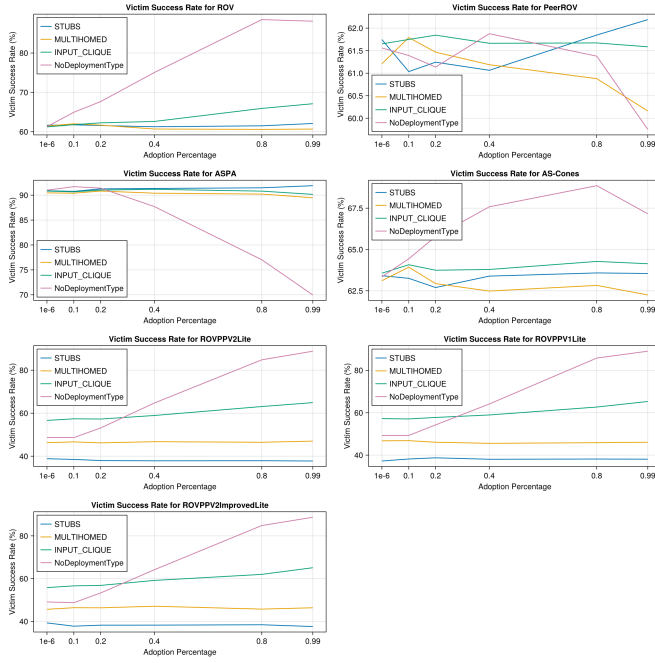 Victim Success Rate for ROV
Victim Success Rate (%)
80
70
60
STUBS
MULTIHOMED
INPUT_CLIQUE
NoDeploymentType
1e-6 0.1 0.2 0.4 0.8 0.99
Adoption Percentage
Victim Success Rate for PeerROV
Victim Success Rate (%)
62.0
61.5
61.0
60.5
60.0
STUBS
MULTIHOMED
INPUT_CLIQUE
NoDeploymentType
1e-6 0.1 0.2 0.4 0.8 0.99
Adoption Percentage
Victim Success Rate for ASPA
Victim Success Rate (%)
90
85
80
75
70
STUBS
MULTIHOMED
INPUT_CLIQUE
NoDeploymentType
1e-6 0.1 0.2 0.4 0.8 0.99
Adoption Percentage
Victim Success Rate for AS-Cones
Victim Success Rate (%)
67.5
65.0
62.5
STUBS
MULTIHOMED
INPUT_CLIQUE
NoDeploymentType
1e-6 0.1 0.2 0.4 0.8 0.99
Adoption Percentage
Victim Success Rate for ROVPPV2Lite
Victim Success Rate (%)
80
60
40
STUBS
MULTIHOMED
INPUT_CLIQUE
NoDeploymentType
1e-6 0.1 0.2 0.4 0.8 0.99
Adoption Percentage
Victim Success Rate for ROVPPV1Lite
Victim Success Rate (%)
80
60
40
STUBS
MULTIHOMED
INPUT_CLIQUE
NoDeploymentType
1e-6 0.1 0.2 0.4 0.8 0.99
Adoption Percentage
Victim Success Rate for ROVPPV2ImprovedLite
Victim Success Rate (%)
80
60
40
STUBS
MULTIHOMED
INPUT_CLIQUE
NoDeploymentType
1e-6 0.1 0.2 0.4 0.8 0.99
Adoption Percentage